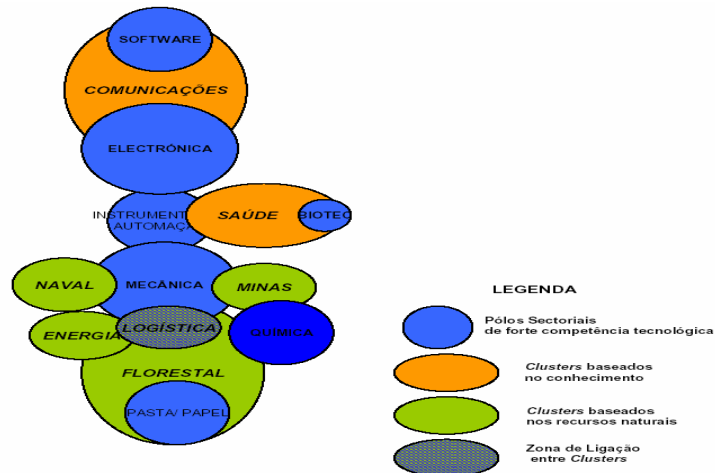 SOFTWARE
COMUNICAÇÕES
ELECTRÓNICA
INSTRUMENT
AUTOMAÇÃ
SAÚDE
BIOTEC
NAVAL
MECÂNICA
MINAS
ENERGIA
LOGÍSTICA
QUÍMICA
FLORESTAL
PASTA/ PAPEL
LEGENDA
Pólos Sectoriais
de forte competência tecnológica
Clusters baseados
no conhecimento
Clusters baseados
nos recursos naturais
Zona de Ligação
entre Clusters